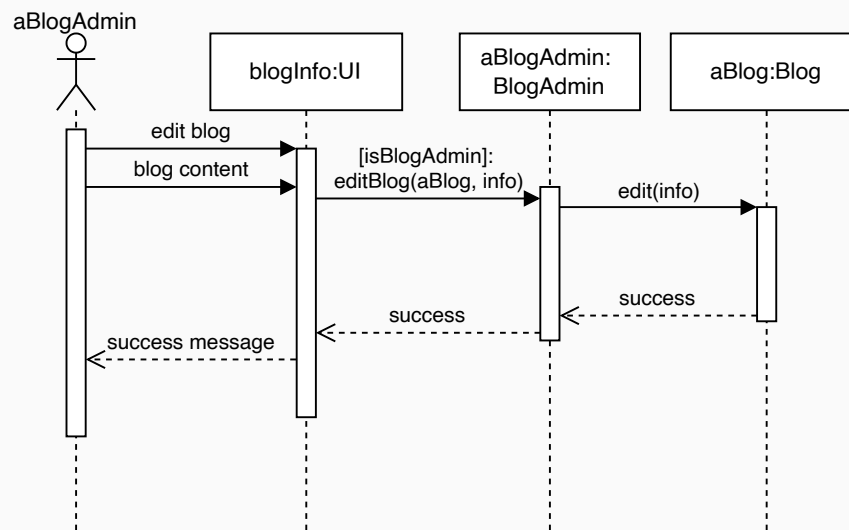 aBlogAdmin
blogInfo:UI
aBlogAdmin:
BlogAdmin
aBlog:Blog
edit blog
blog content
[isBlogAdmin]:
editBlog(aBlog, info)
edit(info)
success
success
success message